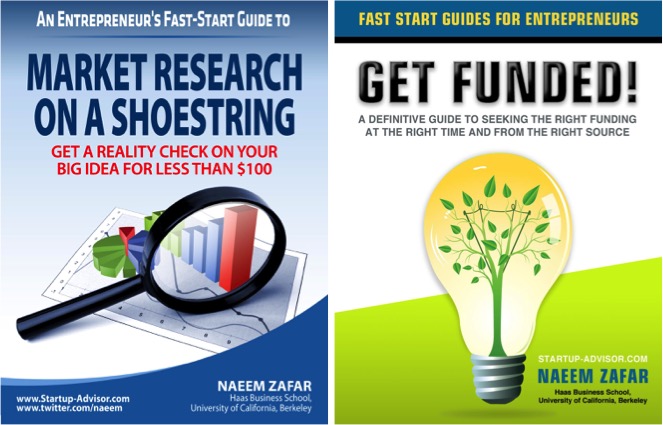 An Entrepreneur's Fast-Start Guide to
MARKET RESEARCH
ON A SHOESTRING
GET A REALITY CHECK ON YOUR
BIG IDEA FOR LESS THAN $100
www.Startup-Advisor.com
www.twitter.com/naeem
NAEEM ZAFAR
Haas Business School,
University of California, Berkeley
FAST START GUIDES FOR ENTREPRENEURS
GET FUNDED!
A DEFINITIVE GUIDE TO SEEKING THE RIGHT FUNDING
AT THE RIGHT TIME AND FROM THE RIGHT SOURCE
STARTUP-ADVISOR.COM
NAEEM ZAFAR
Haas Business School,
University of California, Berkeley